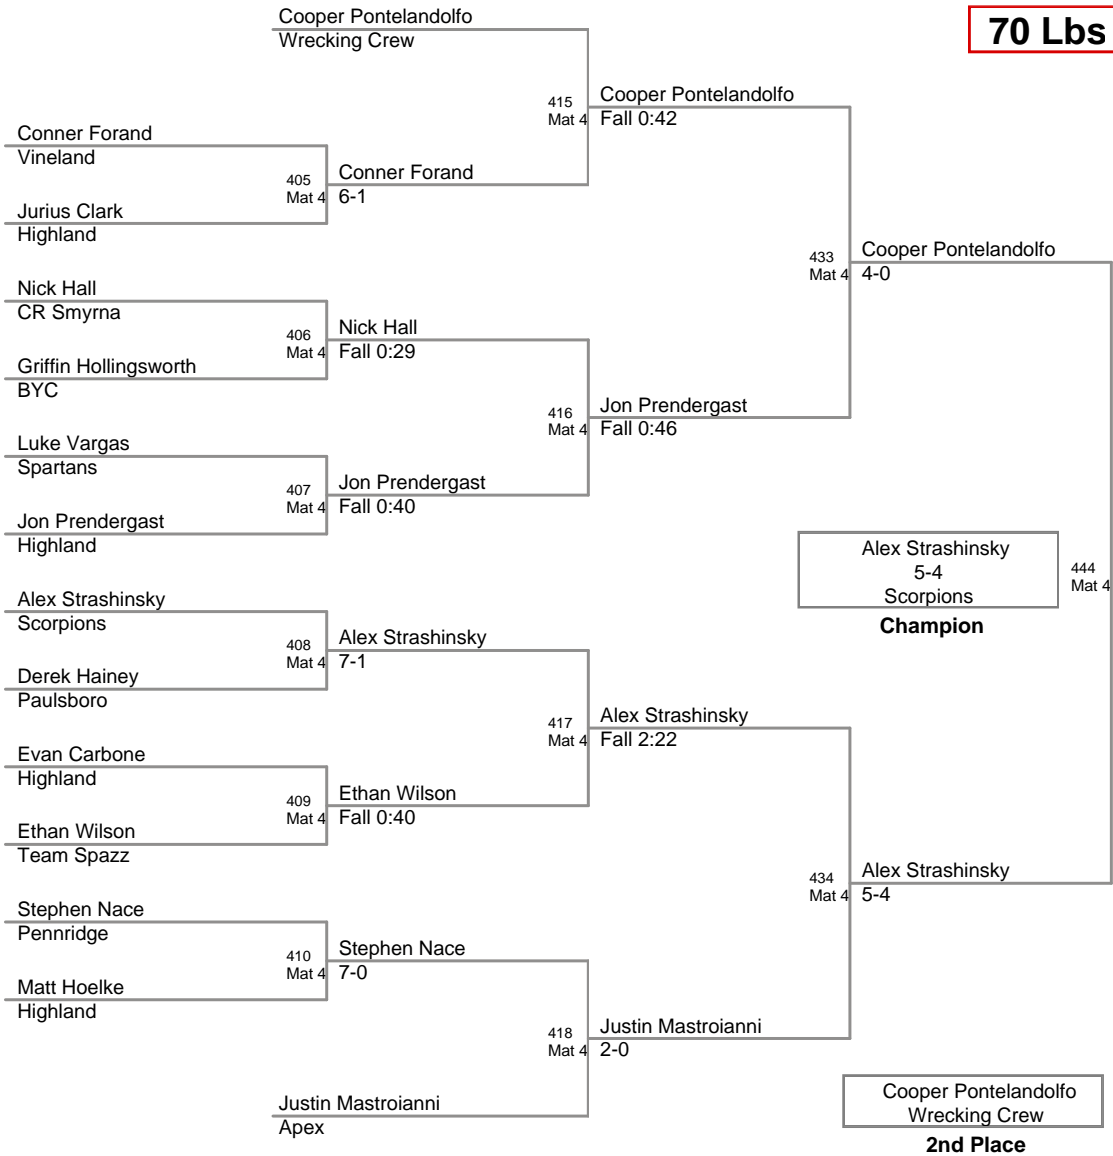 Cooper Pontelandolfo
Wrecking Crew
70 Lbs
415
Mat 4
Cooper Pontelandolfo
Fall 0:42
Conner Forand
Vineland
405
Mat 4
Conner Forand
6-1
Jurius Clark
Highland
433
Mat 4
Cooper Pontelandolfo
4-0
Nick Hall
CR Smyrna
406
Mat 4
Nick Hall
Fall 0:29
Griffin Hollingsworth
BYC
416
Mat 4
Jon Prendergast
Fall 0:46
Luke Vargas
Spartans
407
Mat 4
Jon Prendergast
Fall 0:40
Jon Prendergast
Highland
Alex Strashinsky
5-4
Scorpions
Champion
444
Mat 4
Alex Strashinsky
Scorpions
408
Mat 4
Alex Strashinsky
7-1
Derek Hainey
Paulsboro
417
Mat 4
Alex Strashinsky
Fall 2:22
Evan Carbone
Highland
409
Mat 4
Ethan Wilson
Fall 0:40
Ethan Wilson
Team Spazz
434
Mat 4
Alex Strashinsky
5-4
Stephen Nace
Pennridge
410
Mat 4
Stephen Nace
7-0
Matt Hoelke
Highland
418
Mat 4
Justin Mastroianni
2-0
Justin Mastroianni
Apex
Cooper Pontelandolfo
Wrecking Crew
2nd Place